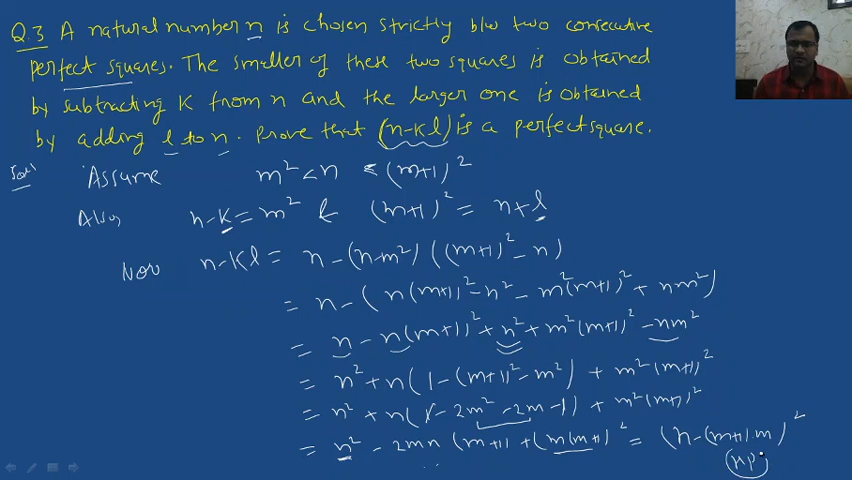 Q.3 A natural number n is chosen strictly b/w two consecutive
perfect squares. The smaller of these two squares is obtained
by subtracting K from n and the larger one is obtained
by adding l to n. Prove that (n-Kl) is a perfect square.
Sol. Assume m² < n < (m+1)²
Also, n-K = m² & (m+1)² = n+l
Now n-Kl = n - (n-m²) ((m+1)² - n)
= n - (n(m+1)² - n² - m²(m+1)² + nm²)
= n - n(m+1)² + n² + m²(m+1)² - nm²
= n² + n(1 - (m+1)² - m²) + m²(m+1)²
= n² + n(1 - 2m² - 2m - 1) + m²(m+1)²
= n² - 2mn (m+1) + (m(m+1))² = (n - (m+1)m)²